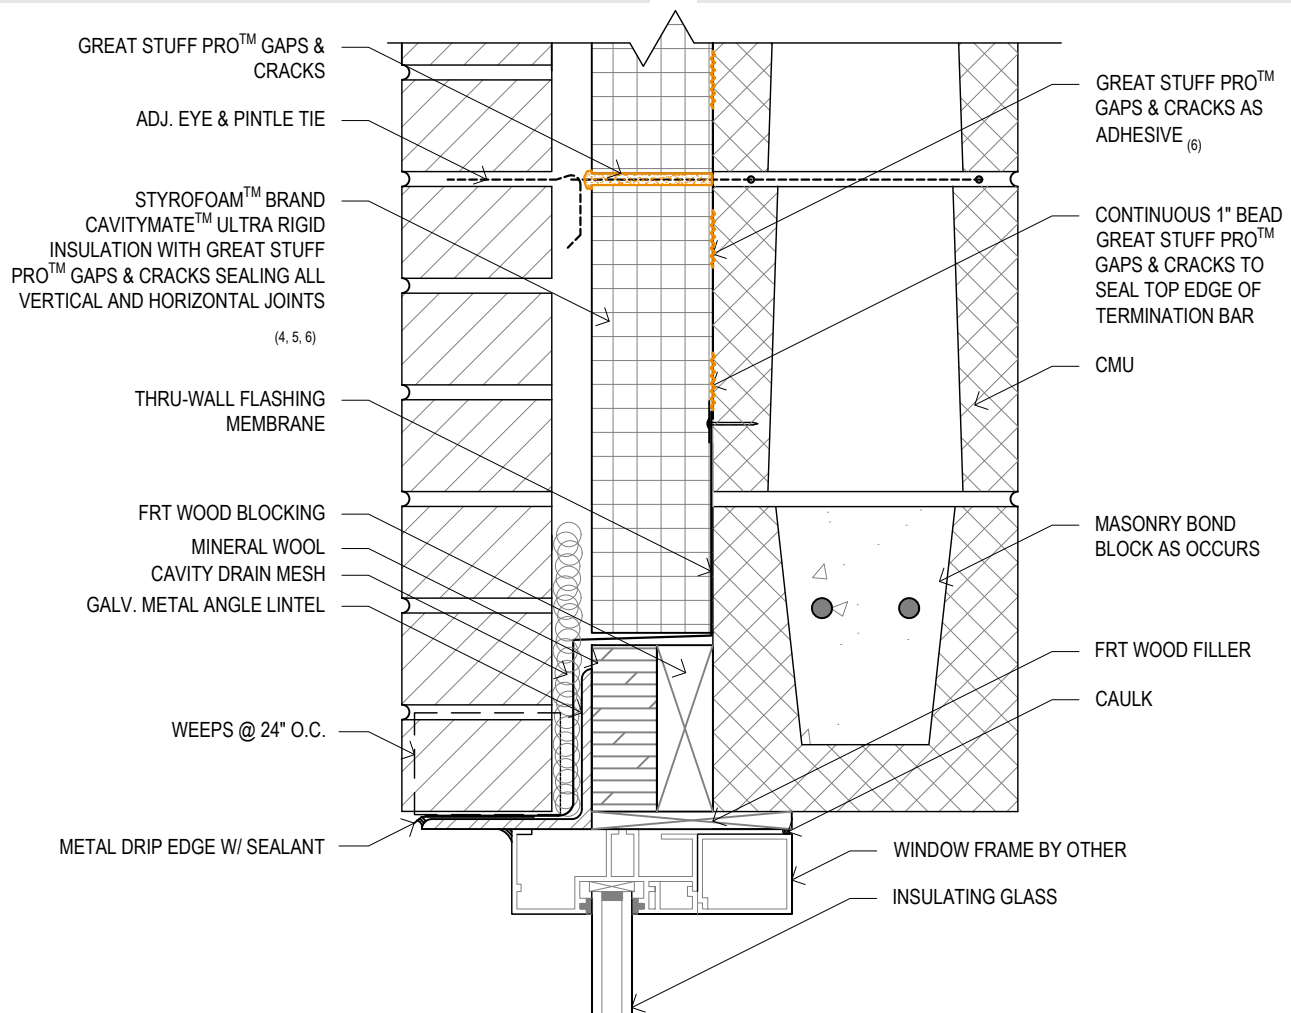 GREAT STUFF PRO™ GAPS &
CRACKS
ADJ. EYE & PINTLE TIE
STYROFOAM™ BRAND
CAVITYMATE™ ULTRA RIGID
INSULATION WITH GREAT STUFF
PRO™ GAPS & CRACKS SEALING ALL
VERTICAL AND HORIZONTAL JOINTS
(4, 5, 6)
THRU-WALL FLASHING
MEMBRANE
FRT WOOD BLOCKING
MINERAL WOOL
CAVITY DRAIN MESH
GALV. METAL ANGLE LINTEL
WEEPS @ 24" O.C.
METAL DRIP EDGE W/ SEALANT
GREAT STUFF PRO™
GAPS & CRACKS AS
ADHESIVE (6)
CONTINUOUS 1" BEAD
GREAT STUFF PRO™
GAPS & CRACKS TO
SEAL TOP EDGE OF
TERMINATION BAR
CMU
MASONRY BOND
BLOCK AS OCCURS
FRT WOOD FILLER
CAULK
WINDOW FRAME BY OTHER
INSULATING GLASS